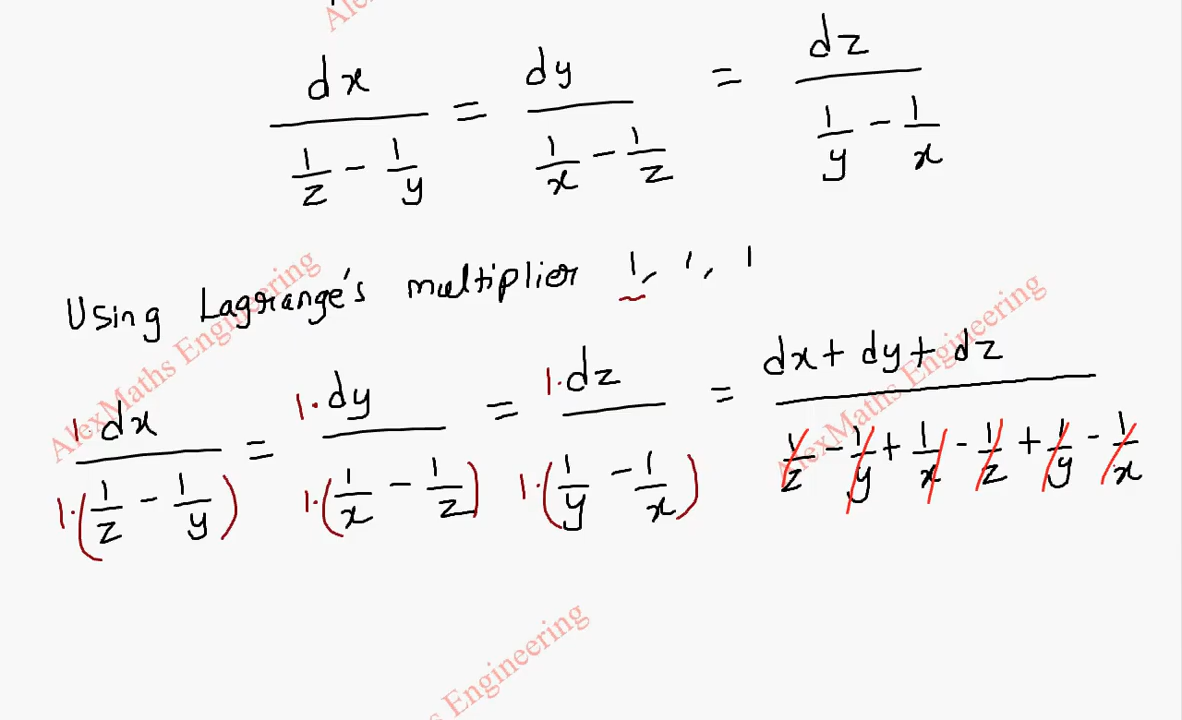 dx / (1/z - 1/y) = dy / (1/x - 1/z) = dz / (1/y - 1/x)
Using Lagrange's multiplier 1, 1, 1
1·dx / 1·(1/z - 1/y) = 1·dy / 1·(1/x - 1/z) = 1·dz / 1·(1/y - 1/x) = dx + dy + dz / 1/z - 1/y + 1/x - 1/z + 1/y - 1/x
AlexMaths Engineering
AlexMaths Engineering
Engineering